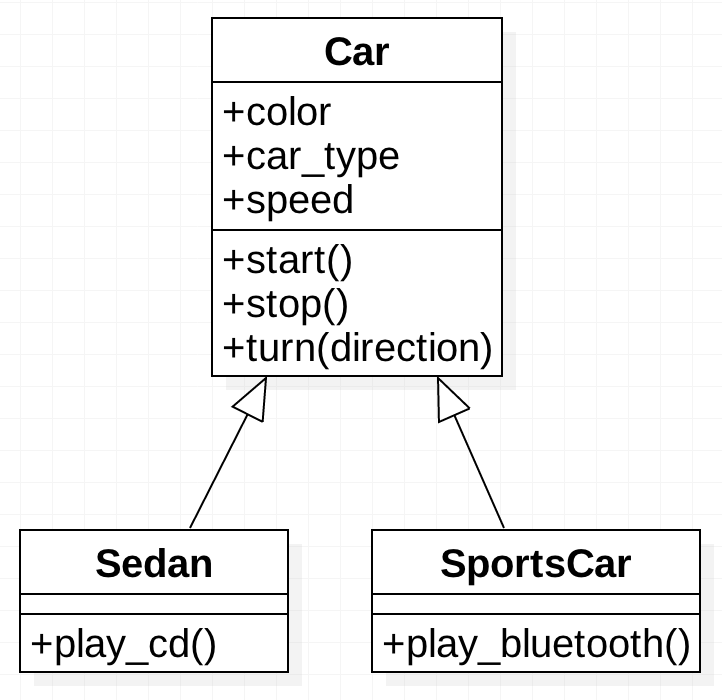 Car
+color
+car_type
+speed
+start()
+stop()
+turn(direction)
Sedan
+play_cd()
SportsCar
+play_bluetooth()